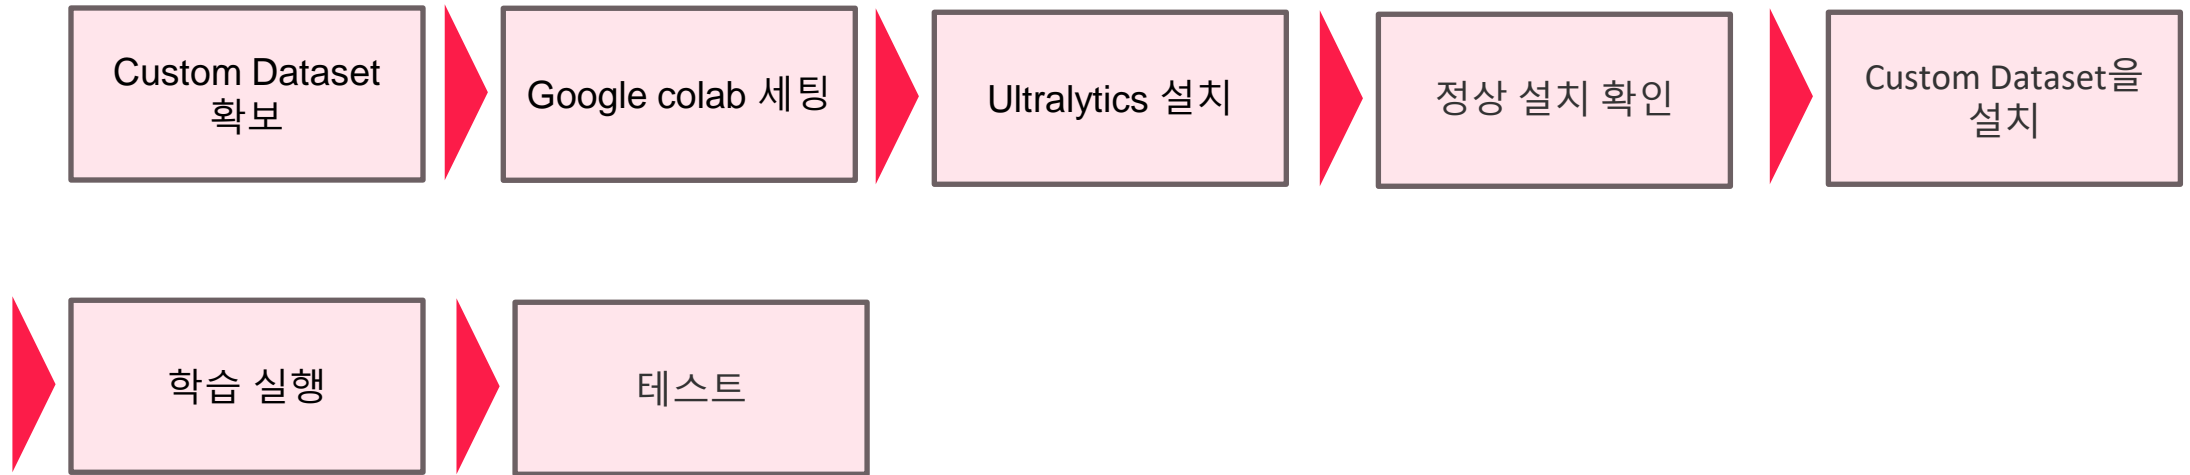 Custom Dataset
확보
Google colab 세팅
Ultralytics 설치
정상 설치 확인
Custom Dataset을
설치
학습 실행
테스트